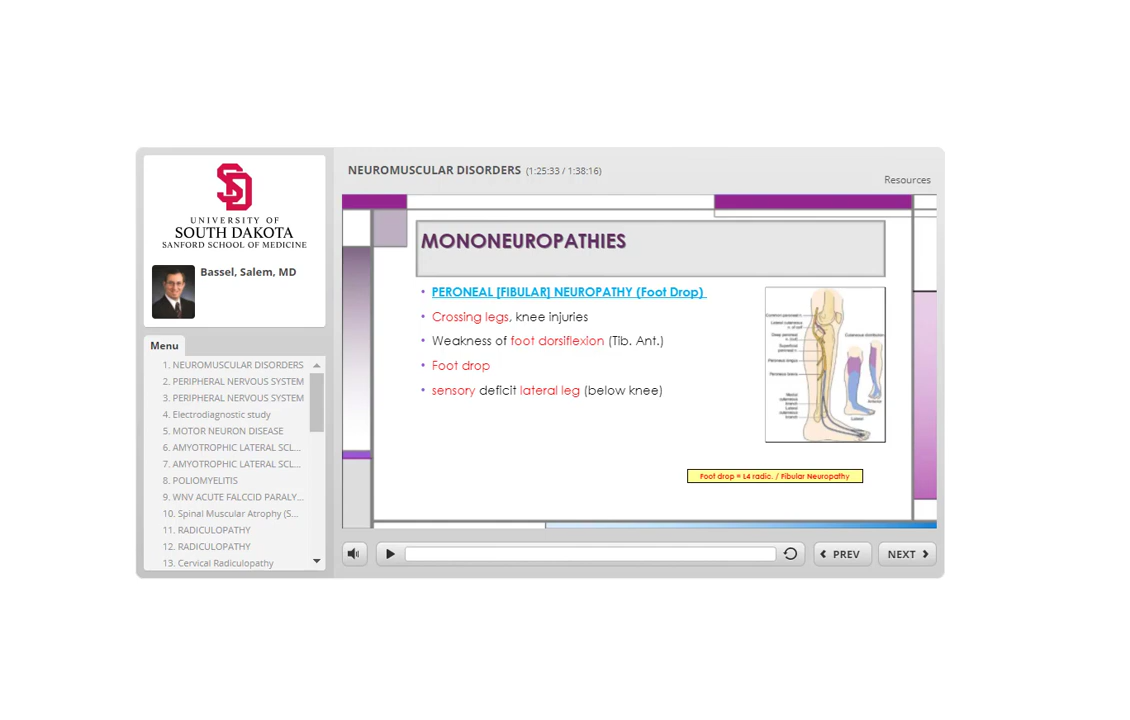 UNIVERSITY OF
SOUTH DAKOTA
SANFORD SCHOOL OF MEDICINE
Bassel, Salem, MD
Menu
1. NEUROMUSCULAR DISORDERS
2. PERIPHERAL NERVOUS SYSTEM
3. PERIPHERAL NERVOUS SYSTEM
4. Electrodiagnostic study
5. MOTOR NEURON DISEASE
6. AMYOTROPHIC LATERAL SCL...
7. AMYOTROPHIC LATERAL SCL...
8. POLIOMYELITIS
9. WNV ACUTE FALCCID PARALY...
10. Spinal Muscular Atrophy (S...
11. RADICULOPATHY
12. RADICULOPATHY
13. Cervical Radiculopathy
NEUROMUSCULAR DISORDERS (1:25:33 / 1:38:16)
Resources
MONONEUROPATHIES
• PERONEAL [FIBULAR] NEUROPATHY (Foot Drop)
• Crossing legs, knee injuries
• Weakness of foot dorsiflexion (Tib. Ant.)
• Foot drop
• sensory deficit lateral leg (below knee)
Foot drop = L4 radic. / Fibular Neuropathy
PREV
NEXT